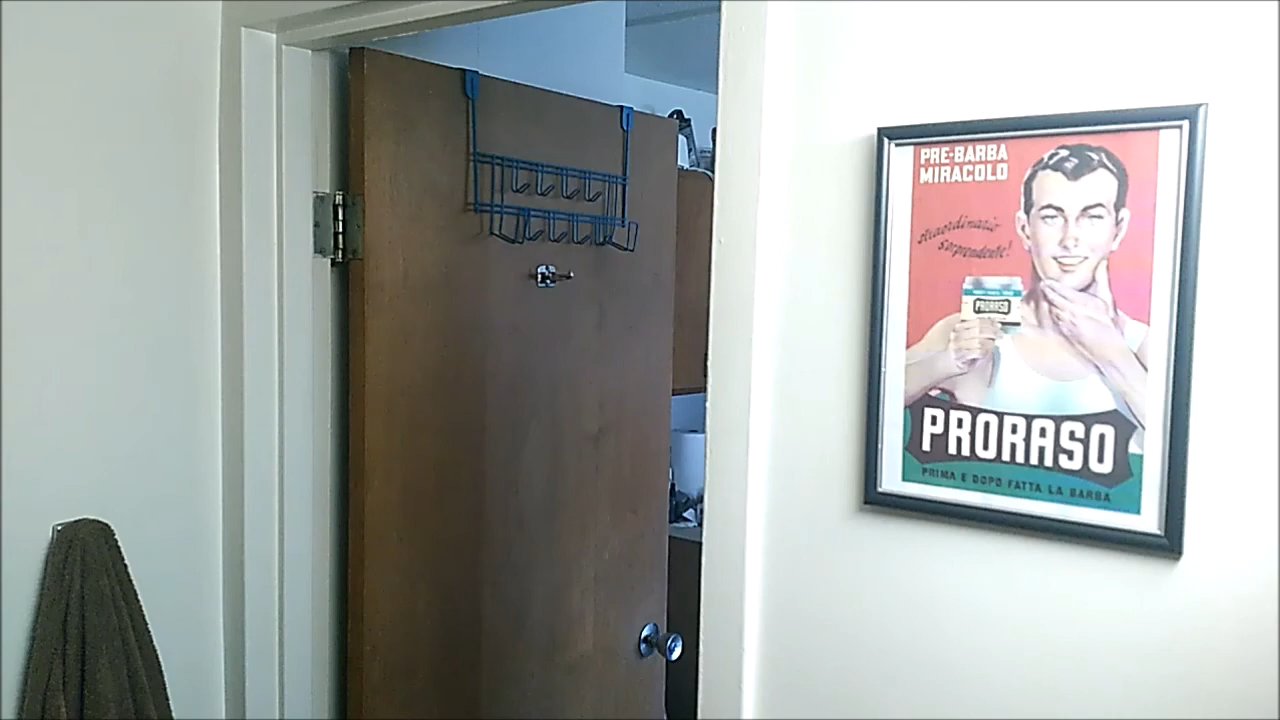 PRE-BARBA
MIRACOLO
straordinario
sorprendente!
PRORASO
PRORASO
PRIMA E DOPO FATTA LA BARBA